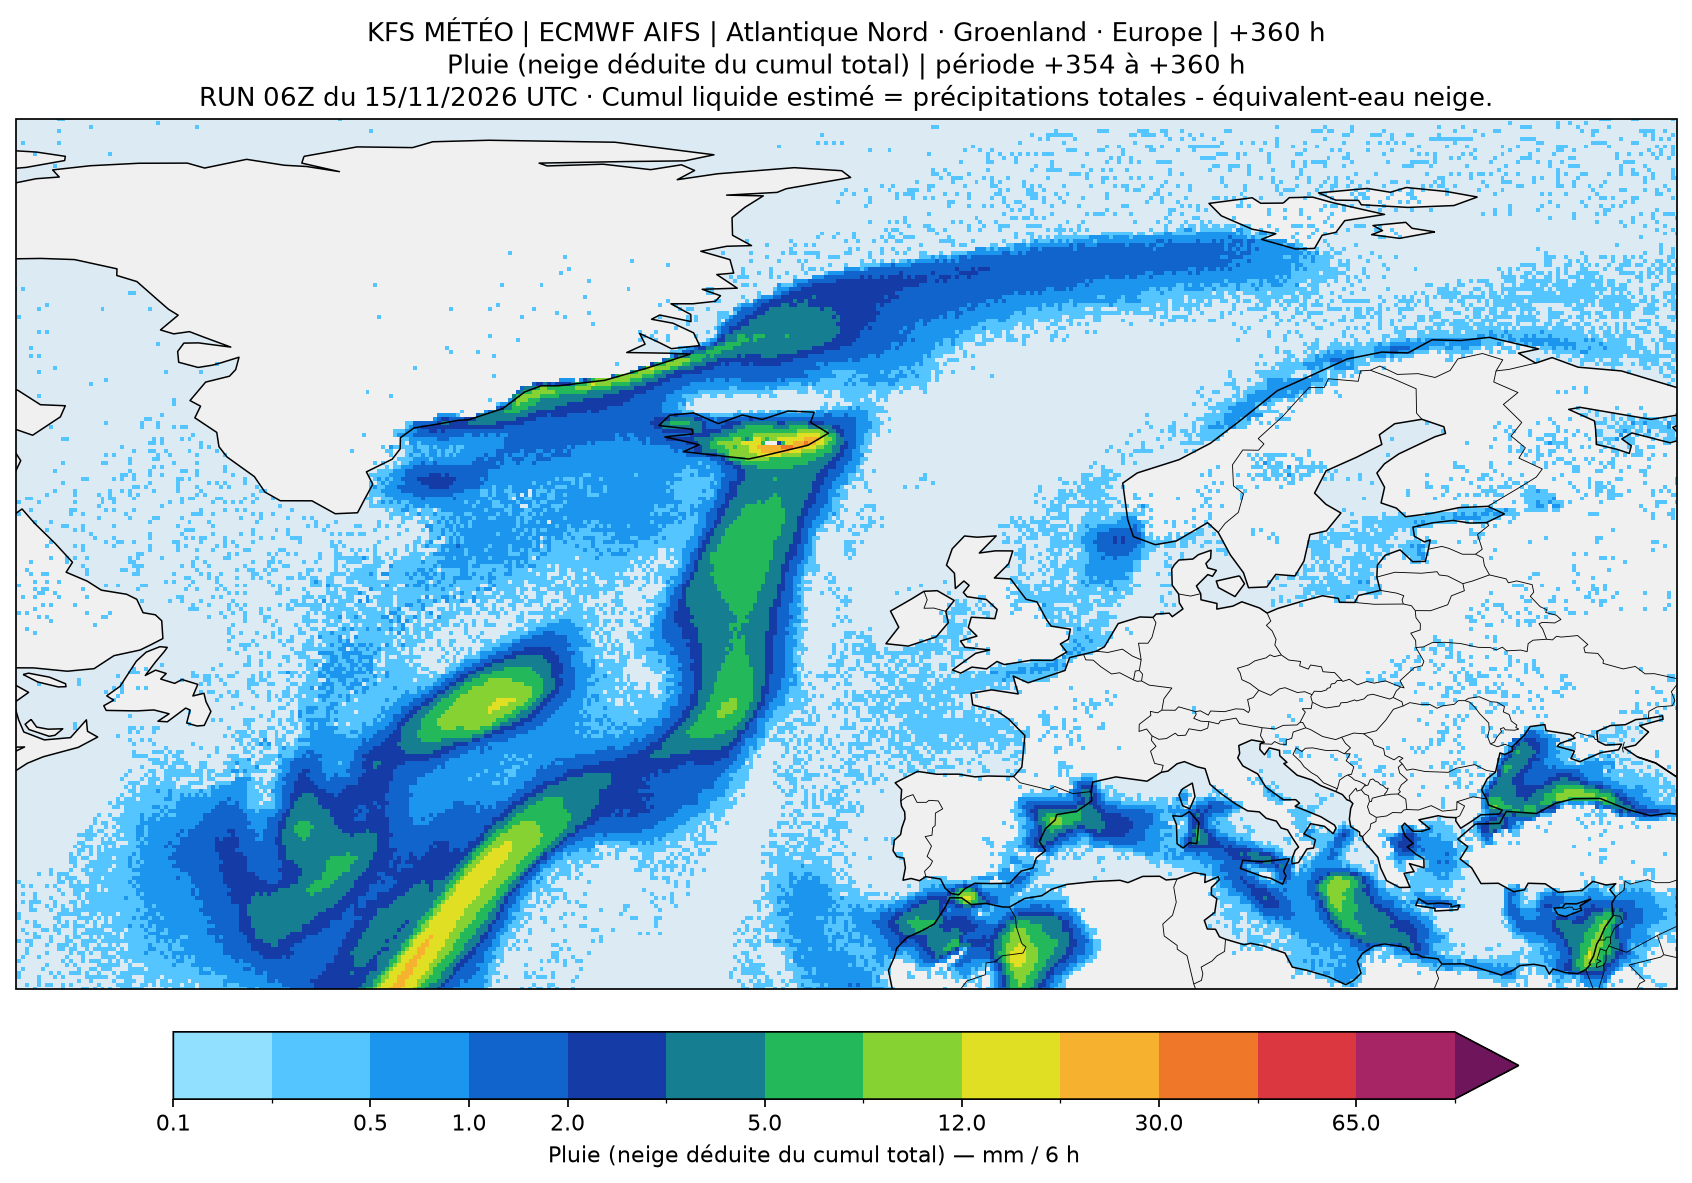 KFS MÉTÉO | ECMWF AIFS | Atlantique Nord · Groenland · Europe | +360 h
Pluie (neige déduite du cumul total) | période +354 à +360 h
RUN 06Z du 15/11/2026 UTC · Cumul liquide estimé = précipitations totales - équivalent-eau neige.
0.1 0.5 1.0 2.0 5.0 12.0 30.0 65.0
Pluie (neige déduite du cumul total) — mm / 6 h